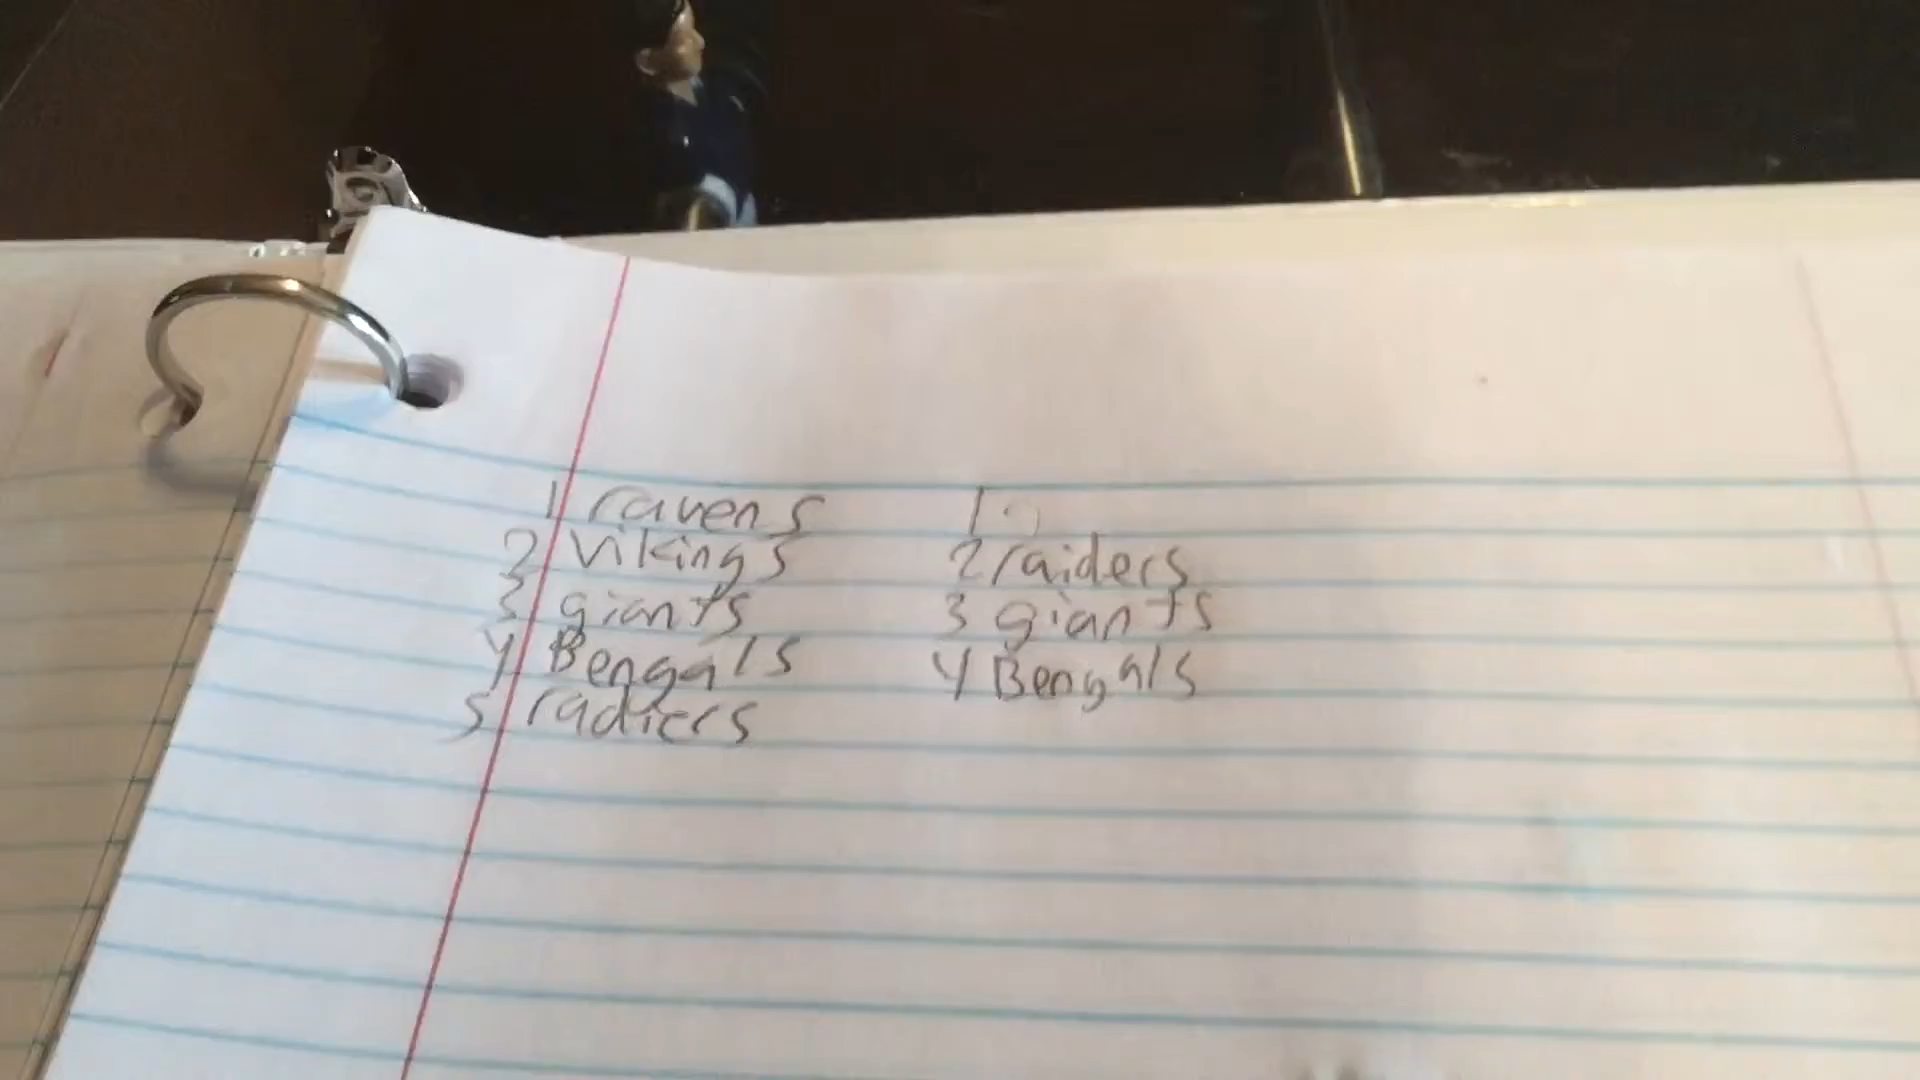 1 ravens
2 Vikings
3 giants
4 Bengals
5 radiers
1
2 raiders
3 giants
4 Bengals